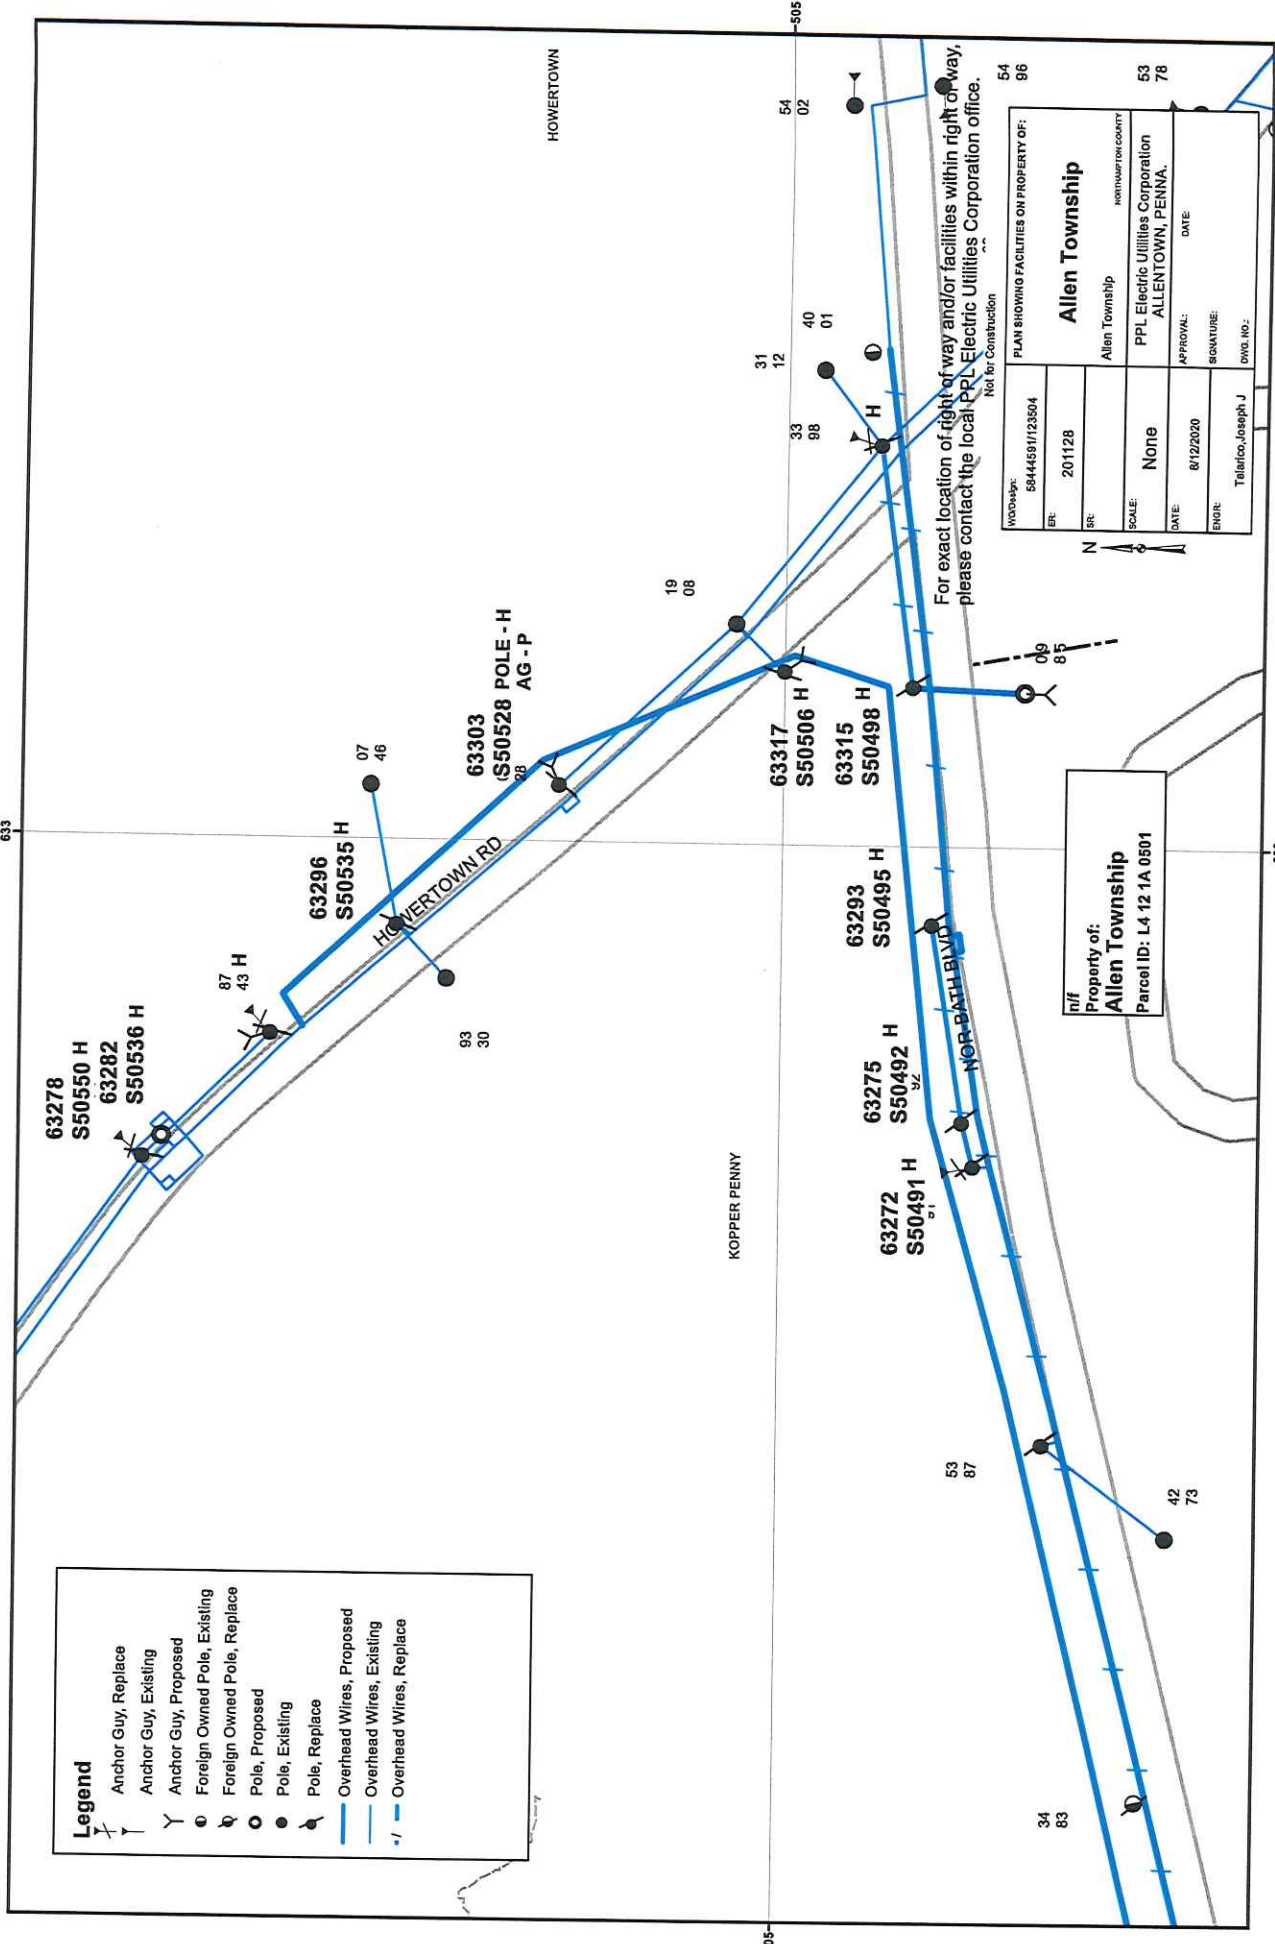 Legend
Anchor Guy, Replace
Anchor Guy, Existing
Anchor Guy, Proposed
Foreign Owned Pole, Existing
Foreign Owned Pole, Replace
Pole, Proposed
Pole, Existing
Pole, Replace
Overhead Wires, Proposed
Overhead Wires, Existing
Overhead Wires, Replace
633
505
HOWERTOWN
63278
S50550 H
63282
S50536 H
87
43 H
93
30
63296
S50535 H
HOWERTOWN RD
07
46
63303
S50528 POLE - H
28
AG - P
19
08
63317
S50506 H
63315
S50498 H
31
12
33
98
H
40
01
54
02
54
96
53
78
KOPPER PENNY
63293
S50495 H
63275
S50492 H
92
63272
S50491 H
91
NOR-BATH BLVD
53
87
42
73
34
83
09
85
05
n/f
Property of:
Allen Township
Parcel ID: L4 12 1A 0501
For exact location of right of way and/or facilities within right of way,
please contact the local PPL Electric Utilities Corporation office.
Not for Construction
N
WO/Design:
58444591/123504
ER:
201128
SR:
SCALE:
None
DATE:
8/12/2020
ENGR:
Talarico,Joseph J
PLAN SHOWING FACILITIES ON PROPERTY OF:
Allen Township
Allen Township
NORTHAMPTON COUNTY
PPL Electric Utilities Corporation
ALLENTOWN, PENNA.
APPROVAL:
DATE:
SIGNATURE:
DWG. NO.: